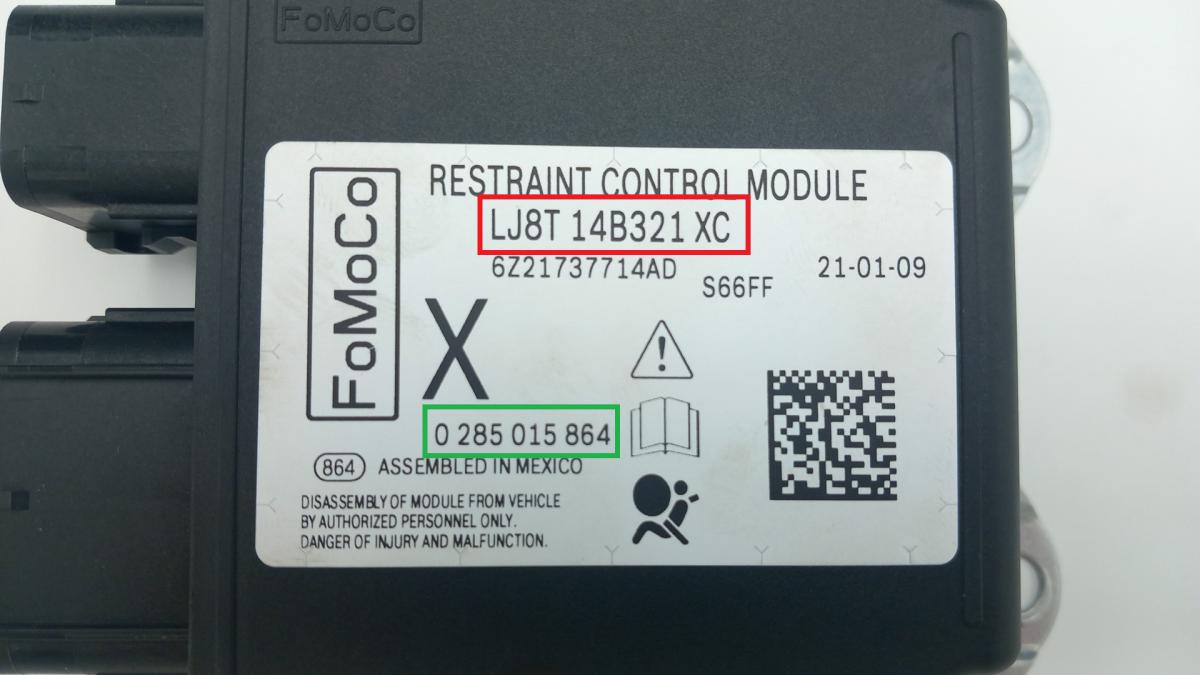 FoMoCo
RESTRAINT CONTROL MODULE
LJ8T 14B321 XC
6Z21737714AD
S66FF
21-01-09
FoMoCo
X
0 285 015 864
864 ASSEMBLED IN MEXICO
DISASSEMBLY OF MODULE FROM VEHICLE
BY AUTHORIZED PERSONNEL ONLY.
DANGER OF INJURY AND MALFUNCTION.